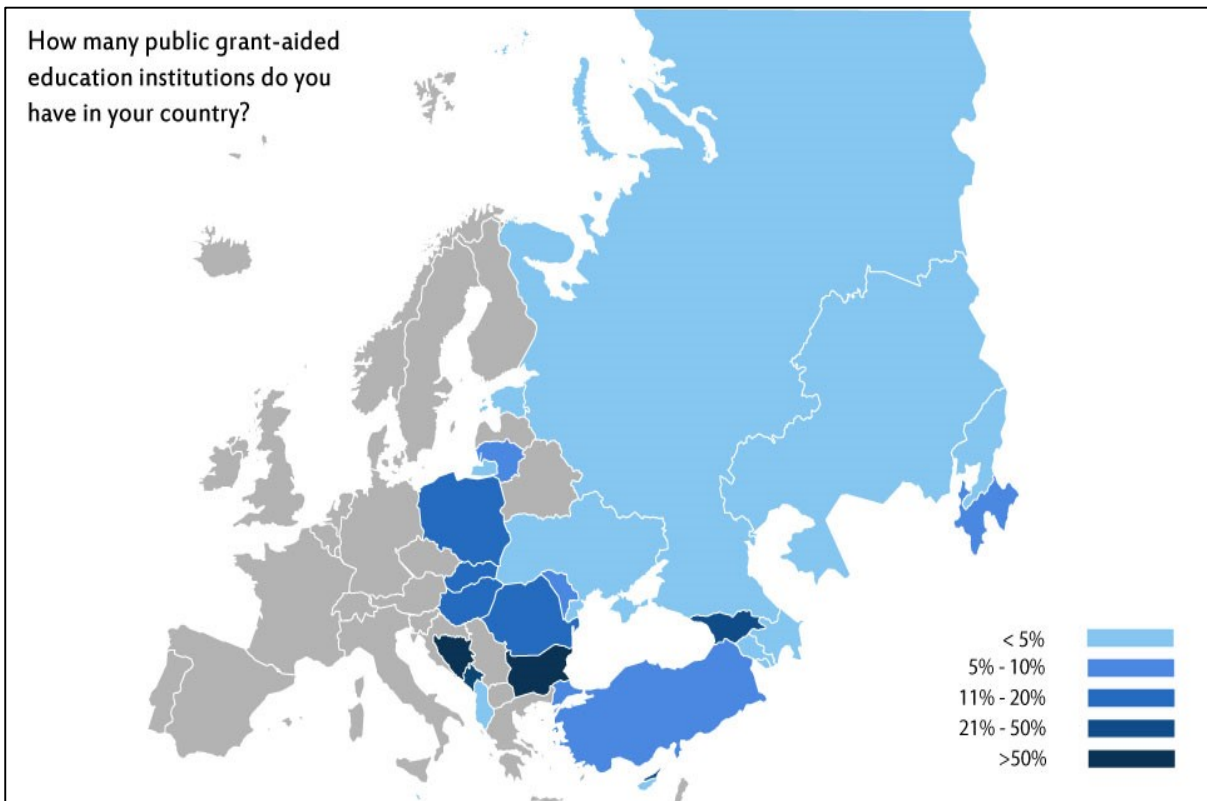 How many public grant-aided
education institutions do you
have in your country?
< 5%
5% - 10%
11% - 20%
21% - 50%
>50%